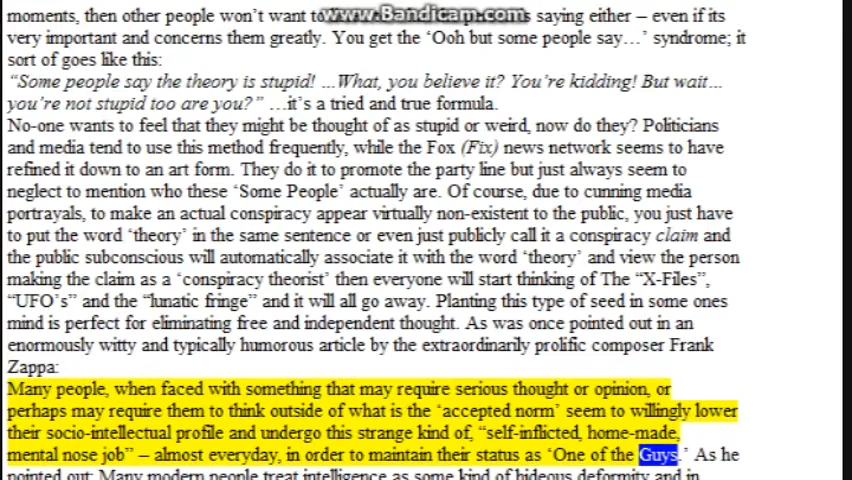 moments, then other people won't want to www.Bandicam.com s saying either – even if its
very important and concerns them greatly. You get the 'Ooh but some people say…' syndrome; it
sort of goes like this:
"Some people say the theory is stupid! …What, you believe it? You're kidding! But wait…
you're not stupid too are you?" …it's a tried and true formula.
No-one wants to feel that they might be thought of as stupid or weird, now do they? Politicians
and media tend to use this method frequently, while the Fox (Fix) news network seems to have
refined it down to an art form. They do it to promote the party line but just always seem to
neglect to mention who these 'Some People' actually are. Of course, due to cunning media
portrayals, to make an actual conspiracy appear virtually non-existent to the public, you just have
to put the word 'theory' in the same sentence or even just publicly call it a conspiracy claim and
the public subconscious will automatically associate it with the word 'theory' and view the person
making the claim as a 'conspiracy theorist' then everyone will start thinking of The "X-Files",
"UFO's" and the "lunatic fringe" and it will all go away. Planting this type of seed in some ones
mind is perfect for eliminating free and independent thought. As was once pointed out in an
enormously witty and typically humorous article by the extraordinarily prolific composer Frank
Zappa:
Many people, when faced with something that may require serious thought or opinion, or
perhaps may require them to think outside of what is the 'accepted norm' seem to willingly lower
their socio-intellectual profile and undergo this strange kind of, "self-inflicted, home-made,
mental nose job" – almost everyday, in order to maintain their status as 'One of the Guys.' As he
pointed out: Many modern people treat intelligence as some kind of hideous deformity and in